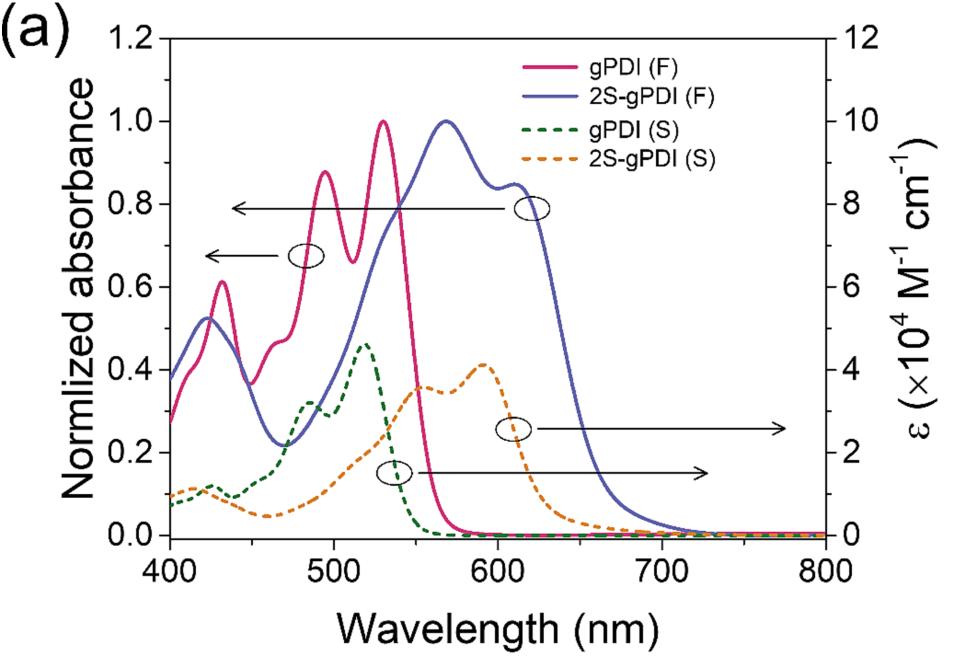 (a)
1.2
1.0
0.8
0.6
0.4
0.2
0.0
Normlized absorbance
gPDI (F)
2S-gPDI (F)
gPDI (S)
2S-gPDI (S)
12
10
8
6
4
2
0
ε (×10⁴ M⁻¹ cm⁻¹)
400 500 600 700 800
Wavelength (nm)